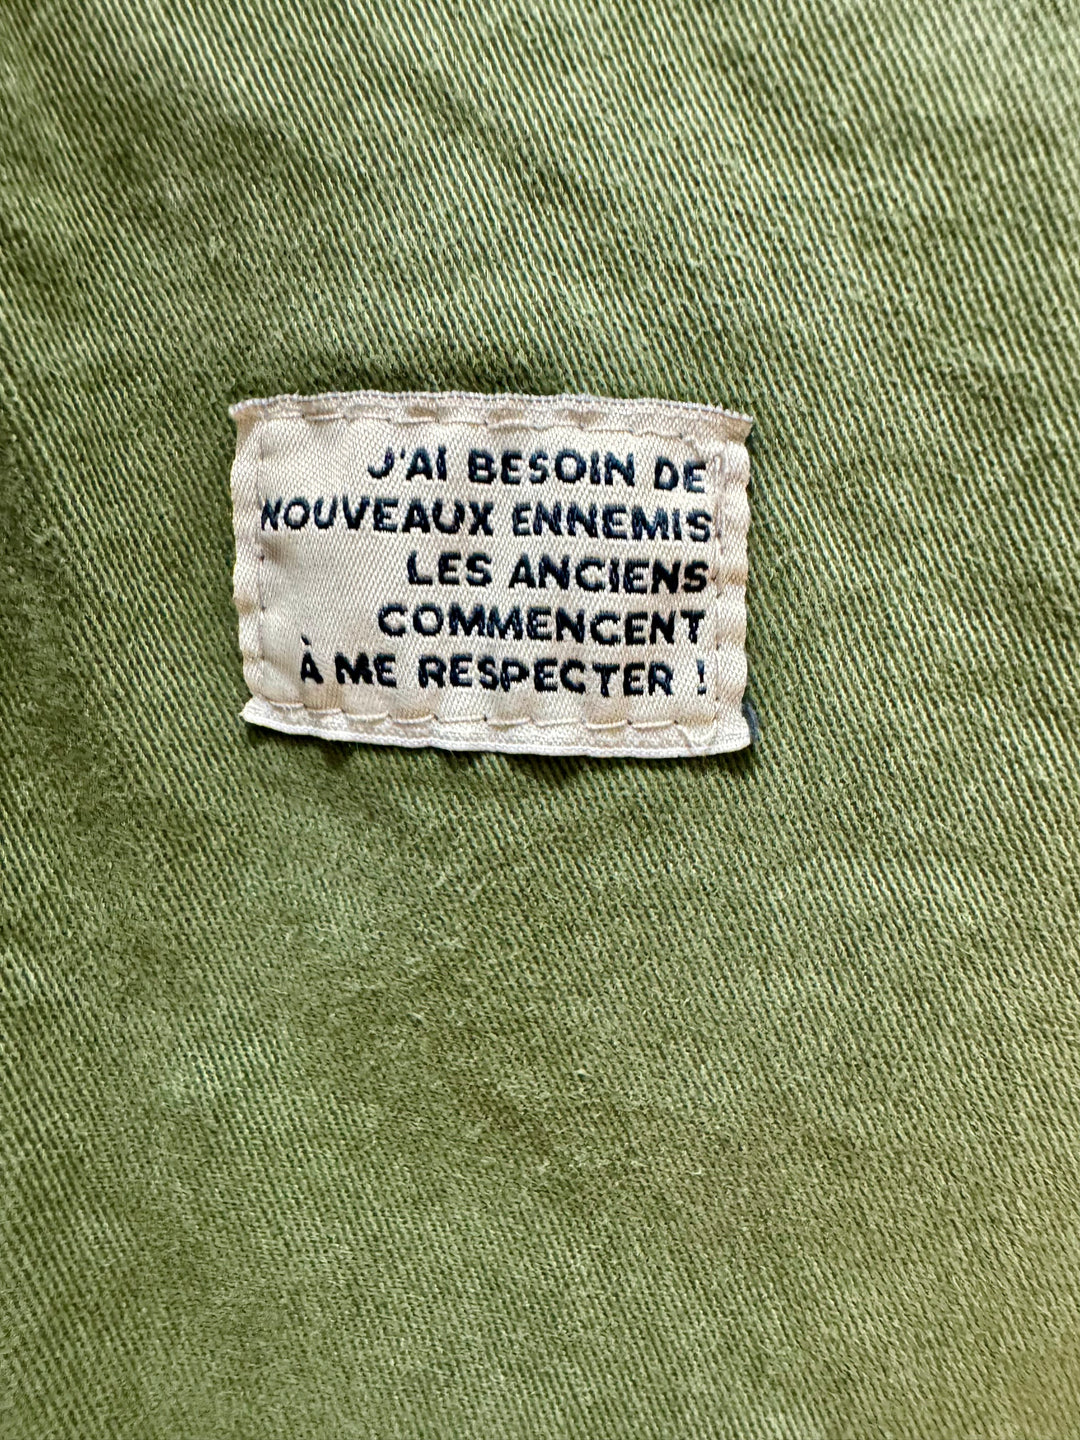 J'AI BESOIN DE
NOUVEAUX ENNEMIS
LES ANCIENS
COMMENCENT
À ME RESPECTER !